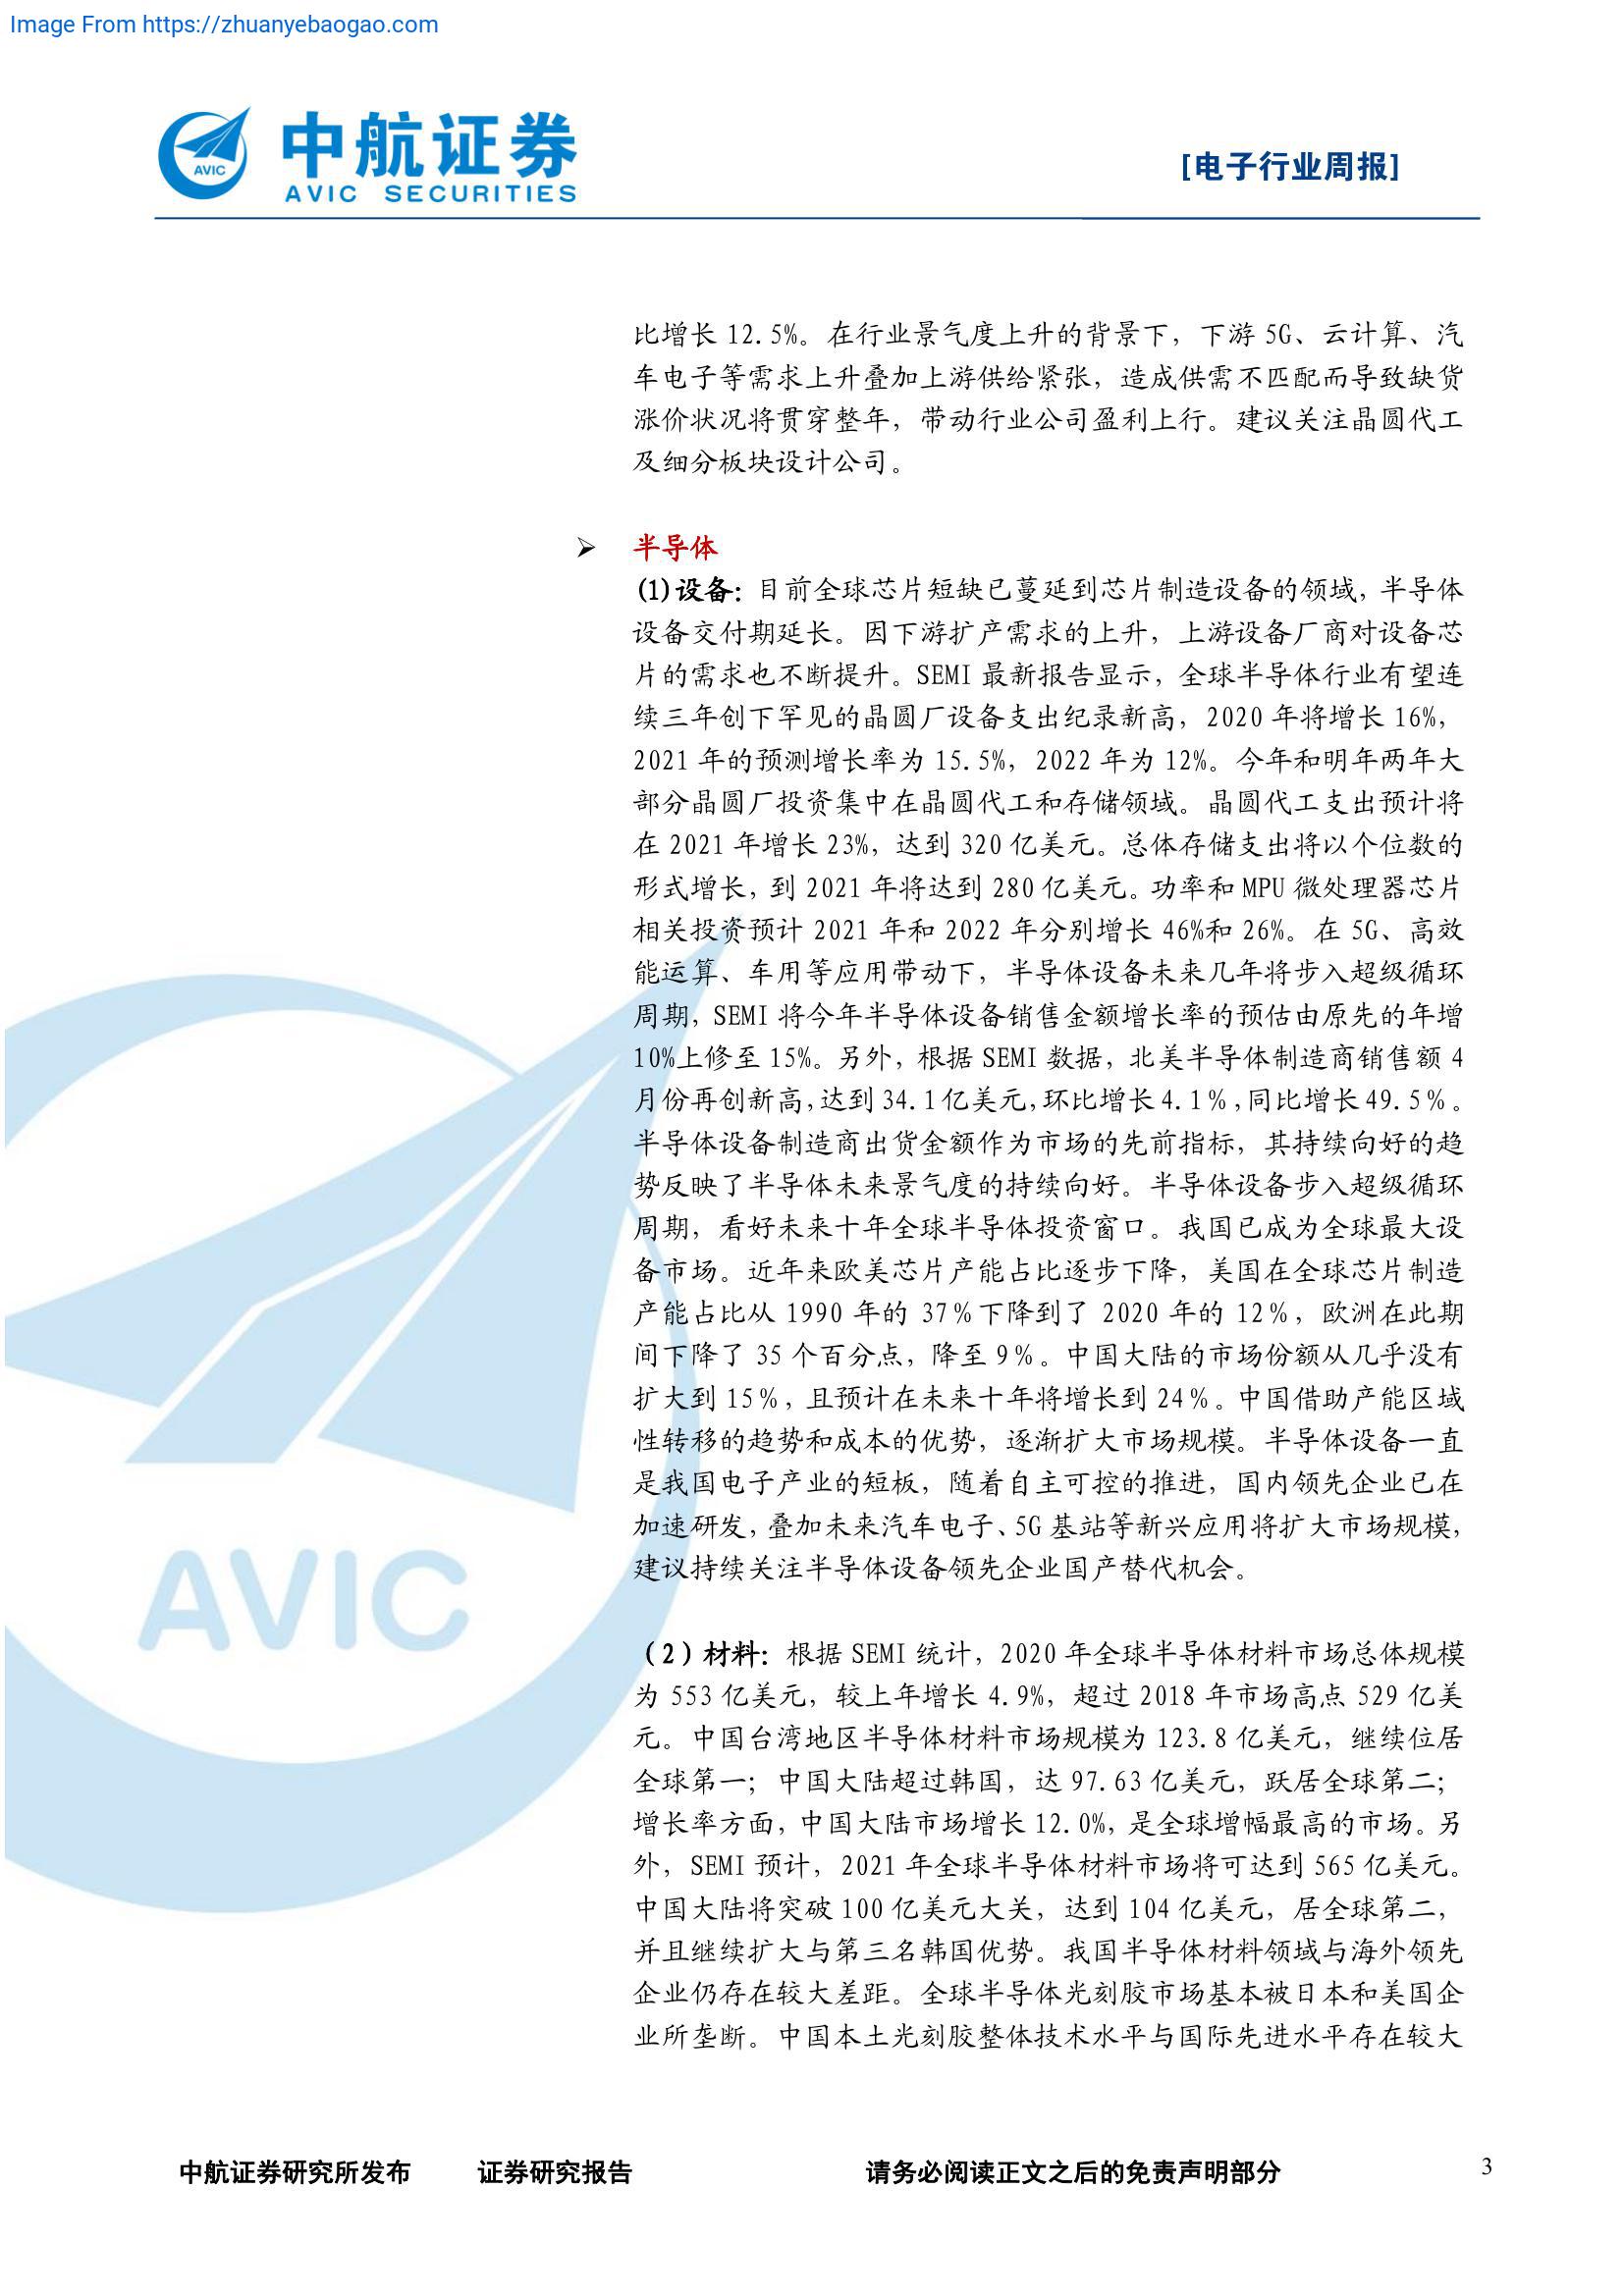 Image From https://zhuanyebaogao.com
中航证券
AVIC SECURITIES
AVIC
[电子行业周报]
比增长 12.5%。在行业景气度上升的背景下，下游 5G、云计算、汽
车电子等需求上升叠加上游供给紧张，造成供需不匹配而导致缺货
涨价状况将贯穿整年，带动行业公司盈利上行。建议关注晶圆代工
及细分板块设计公司。
➢ 半导体
(1)设备：目前全球芯片短缺已蔓延到芯片制造设备的领域，半导体
设备交付期延长。因下游扩产需求的上升，上游设备厂商对设备芯
片的需求也不断提升。SEMI 最新报告显示，全球半导体行业有望连
续三年创下罕见的晶圆厂设备支出纪录新高，2020 年将增长 16%，
2021 年的预测增长率为 15.5%，2022 年为 12%。今年和明年两年大
部分晶圆厂投资集中在晶圆代工和存储领域。晶圆代工支出预计将
在 2021 年增长 23%，达到 320 亿美元。总体存储支出将以个位数的
形式增长，到 2021 年将达到 280 亿美元。功率和 MPU 微处理器芯片
相关投资预计 2021 年和 2022 年分别增长 46%和 26%。在 5G、高效
能运算、车用等应用带动下，半导体设备未来几年将步入超级循环
周期，SEMI 将今年半导体设备销售金额增长率的预估由原先的年增
10%上修至 15%。另外，根据 SEMI 数据，北美半导体制造商销售额 4
月份再创新高，达到 34.1 亿美元，环比增长 4.1%，同比增长 49.5%。
半导体设备制造商出货金额作为市场的先前指标，其持续向好的趋
势反映了半导体未来景气度的持续向好。半导体设备步入超级循环
周期，看好未来十年全球半导体投资窗口。我国已成为全球最大设
备市场。近年来欧美芯片产能占比逐步下降，美国在全球芯片制造
产能占比从 1990 年的 37%下降到了 2020 年的 12%，欧洲在此期
间下降了 35 个百分点，降至 9%。中国大陆的市场份额从几乎没有
扩大到 15%，且预计在未来十年将增长到 24%。中国借助产能区域
性转移的趋势和成本的优势，逐渐扩大市场规模。半导体设备一直
是我国电子产业的短板，随着自主可控的推进，国内领先企业已在
加速研发，叠加未来汽车电子、5G 基站等新兴应用将扩大市场规模，
建议持续关注半导体设备领先企业国产替代机会。
AVIC
（2）材料：根据 SEMI 统计，2020 年全球半导体材料市场总体规模
为 553 亿美元，较上年增长 4.9%，超过 2018 年市场高点 529 亿美
元。中国台湾地区半导体材料市场规模为 123.8 亿美元，继续位居
全球第一；中国大陆超过韩国，达 97.63 亿美元，跃居全球第二；
增长率方面，中国大陆市场增长 12.0%，是全球增幅最高的市场。另
外，SEMI 预计，2021 年全球半导体材料市场将可达到 565 亿美元。
中国大陆将突破 100 亿美元大关，达到 104 亿美元，居全球第二，
并且继续扩大与第三名韩国优势。我国半导体材料领域与海外领先
企业仍存在较大差距。全球半导体光刻胶市场基本被日本和美国企
业所垄断。中国本土光刻胶整体技术水平与国际先进水平存在较大
中航证券研究所发布 证券研究报告 请务必阅读正文之后的免责声明部分 3